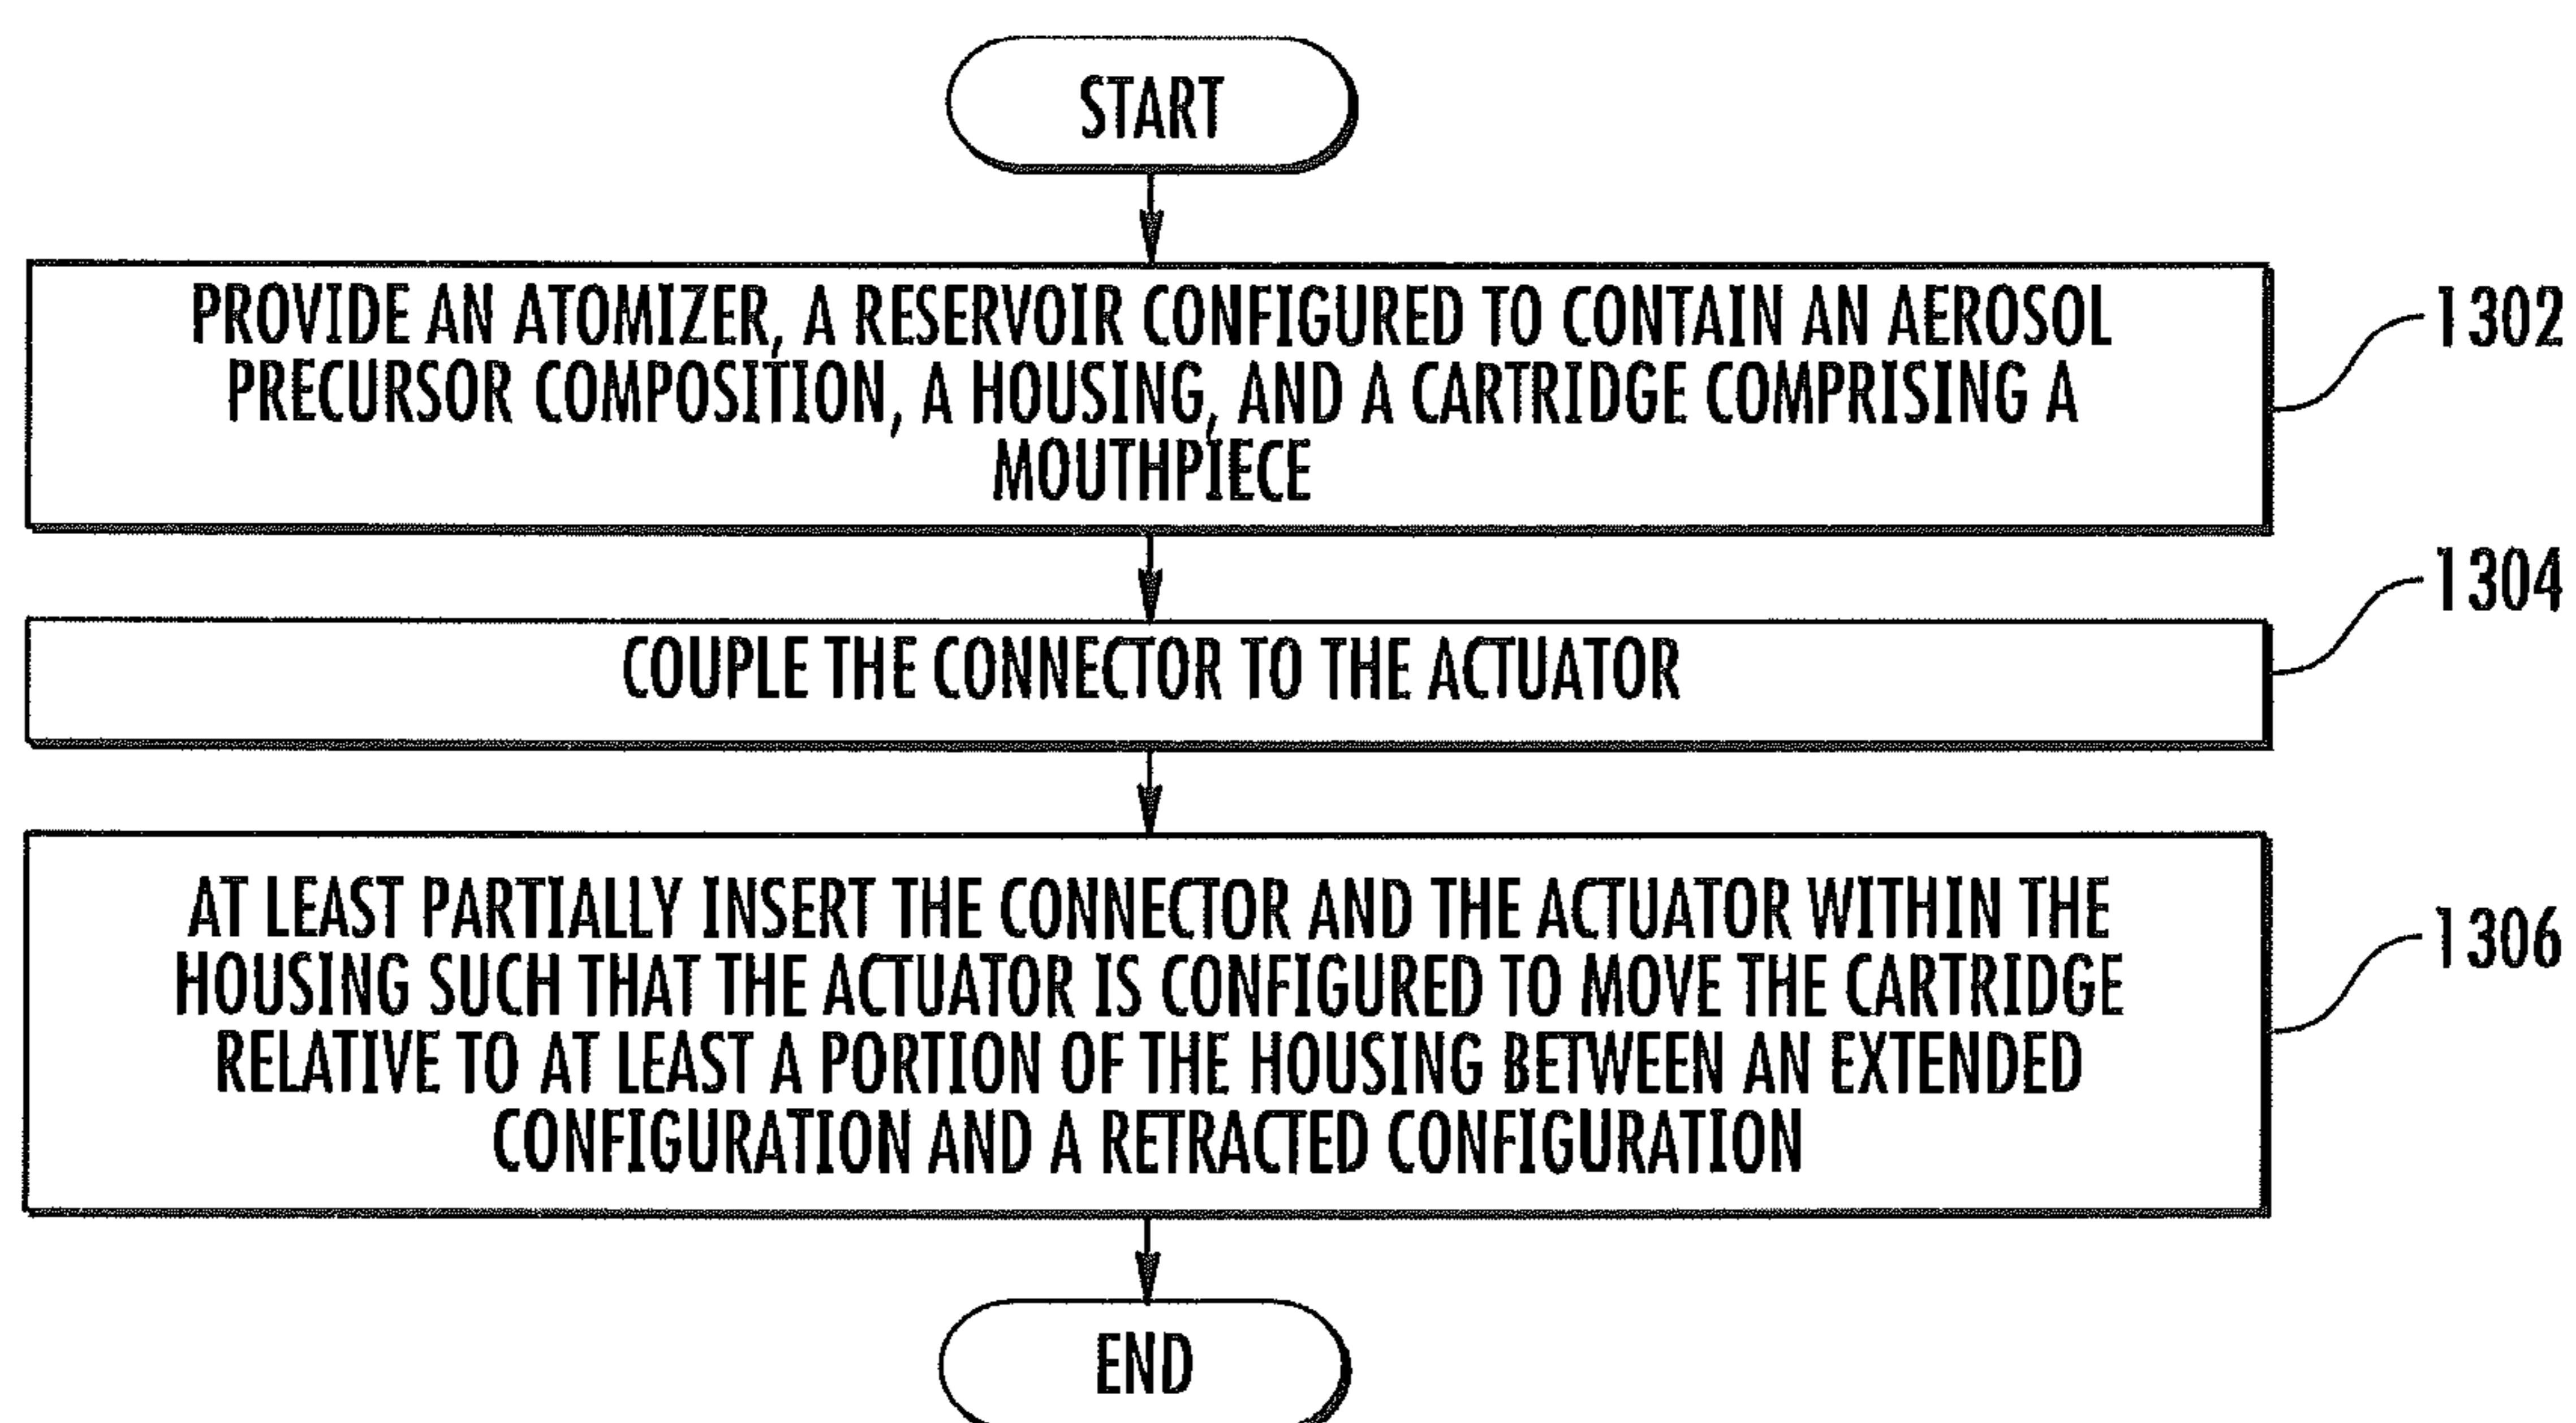 START
PROVIDE AN ATOMIZER, A RESERVOIR CONFIGURED TO CONTAIN AN AEROSOL
PRECURSOR COMPOSITION, A HOUSING, AND A CARTRIDGE COMPRISING A
MOUTHPIECE
1302
COUPLE THE CONNECTOR TO THE ACTUATOR
1304
AT LEAST PARTIALLY INSERT THE CONNECTOR AND THE ACTUATOR WITHIN THE
HOUSING SUCH THAT THE ACTUATOR IS CONFIGURED TO MOVE THE CARTRIDGE
RELATIVE TO AT LEAST A PORTION OF THE HOUSING BETWEEN AN EXTENDED
CONFIGURATION AND A RETRACTED CONFIGURATION
1306
END